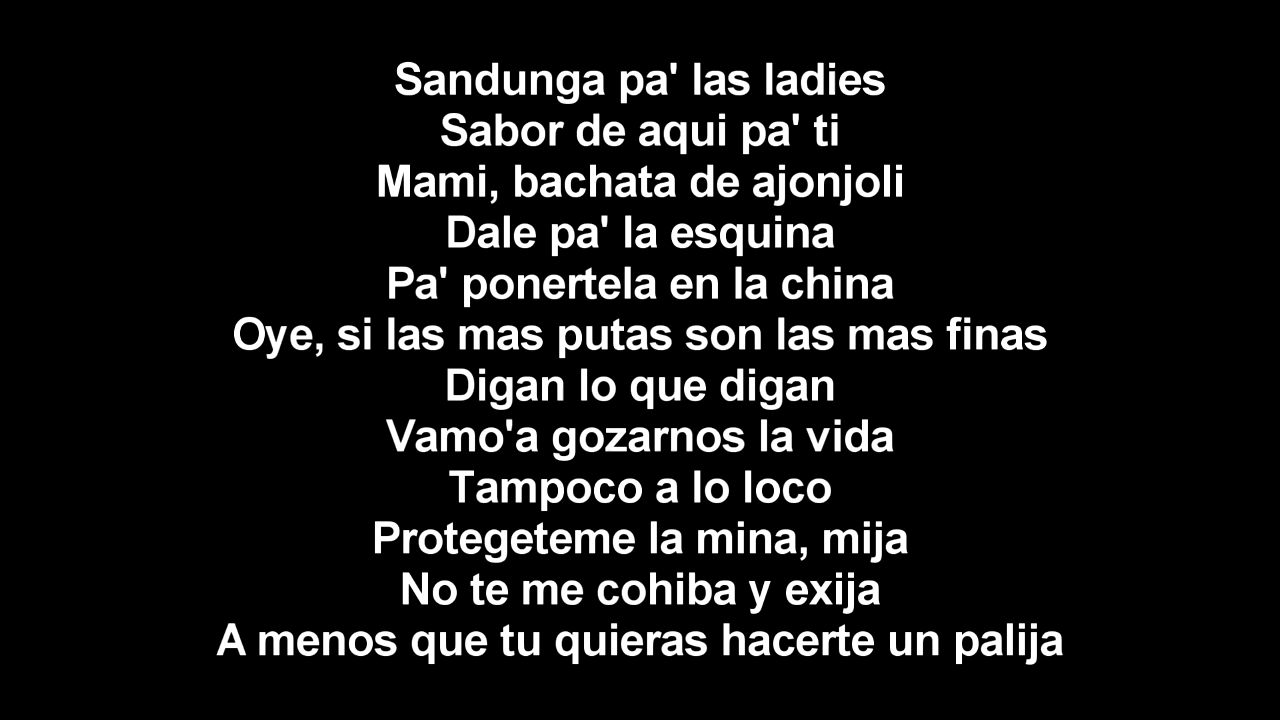 Sandunga pa' las ladies
Sabor de aqui pa' ti
Mami, bachata de ajonjoli
Dale pa' la esquina
Pa' ponertela en la china
Oye, si las mas putas son las mas finas
Digan lo que digan
Vamo'a gozarnos la vida
Tampoco a lo loco
Protegeteme la mina, mija
No te me cohiba y exija
A menos que tu quieras hacerte un palija